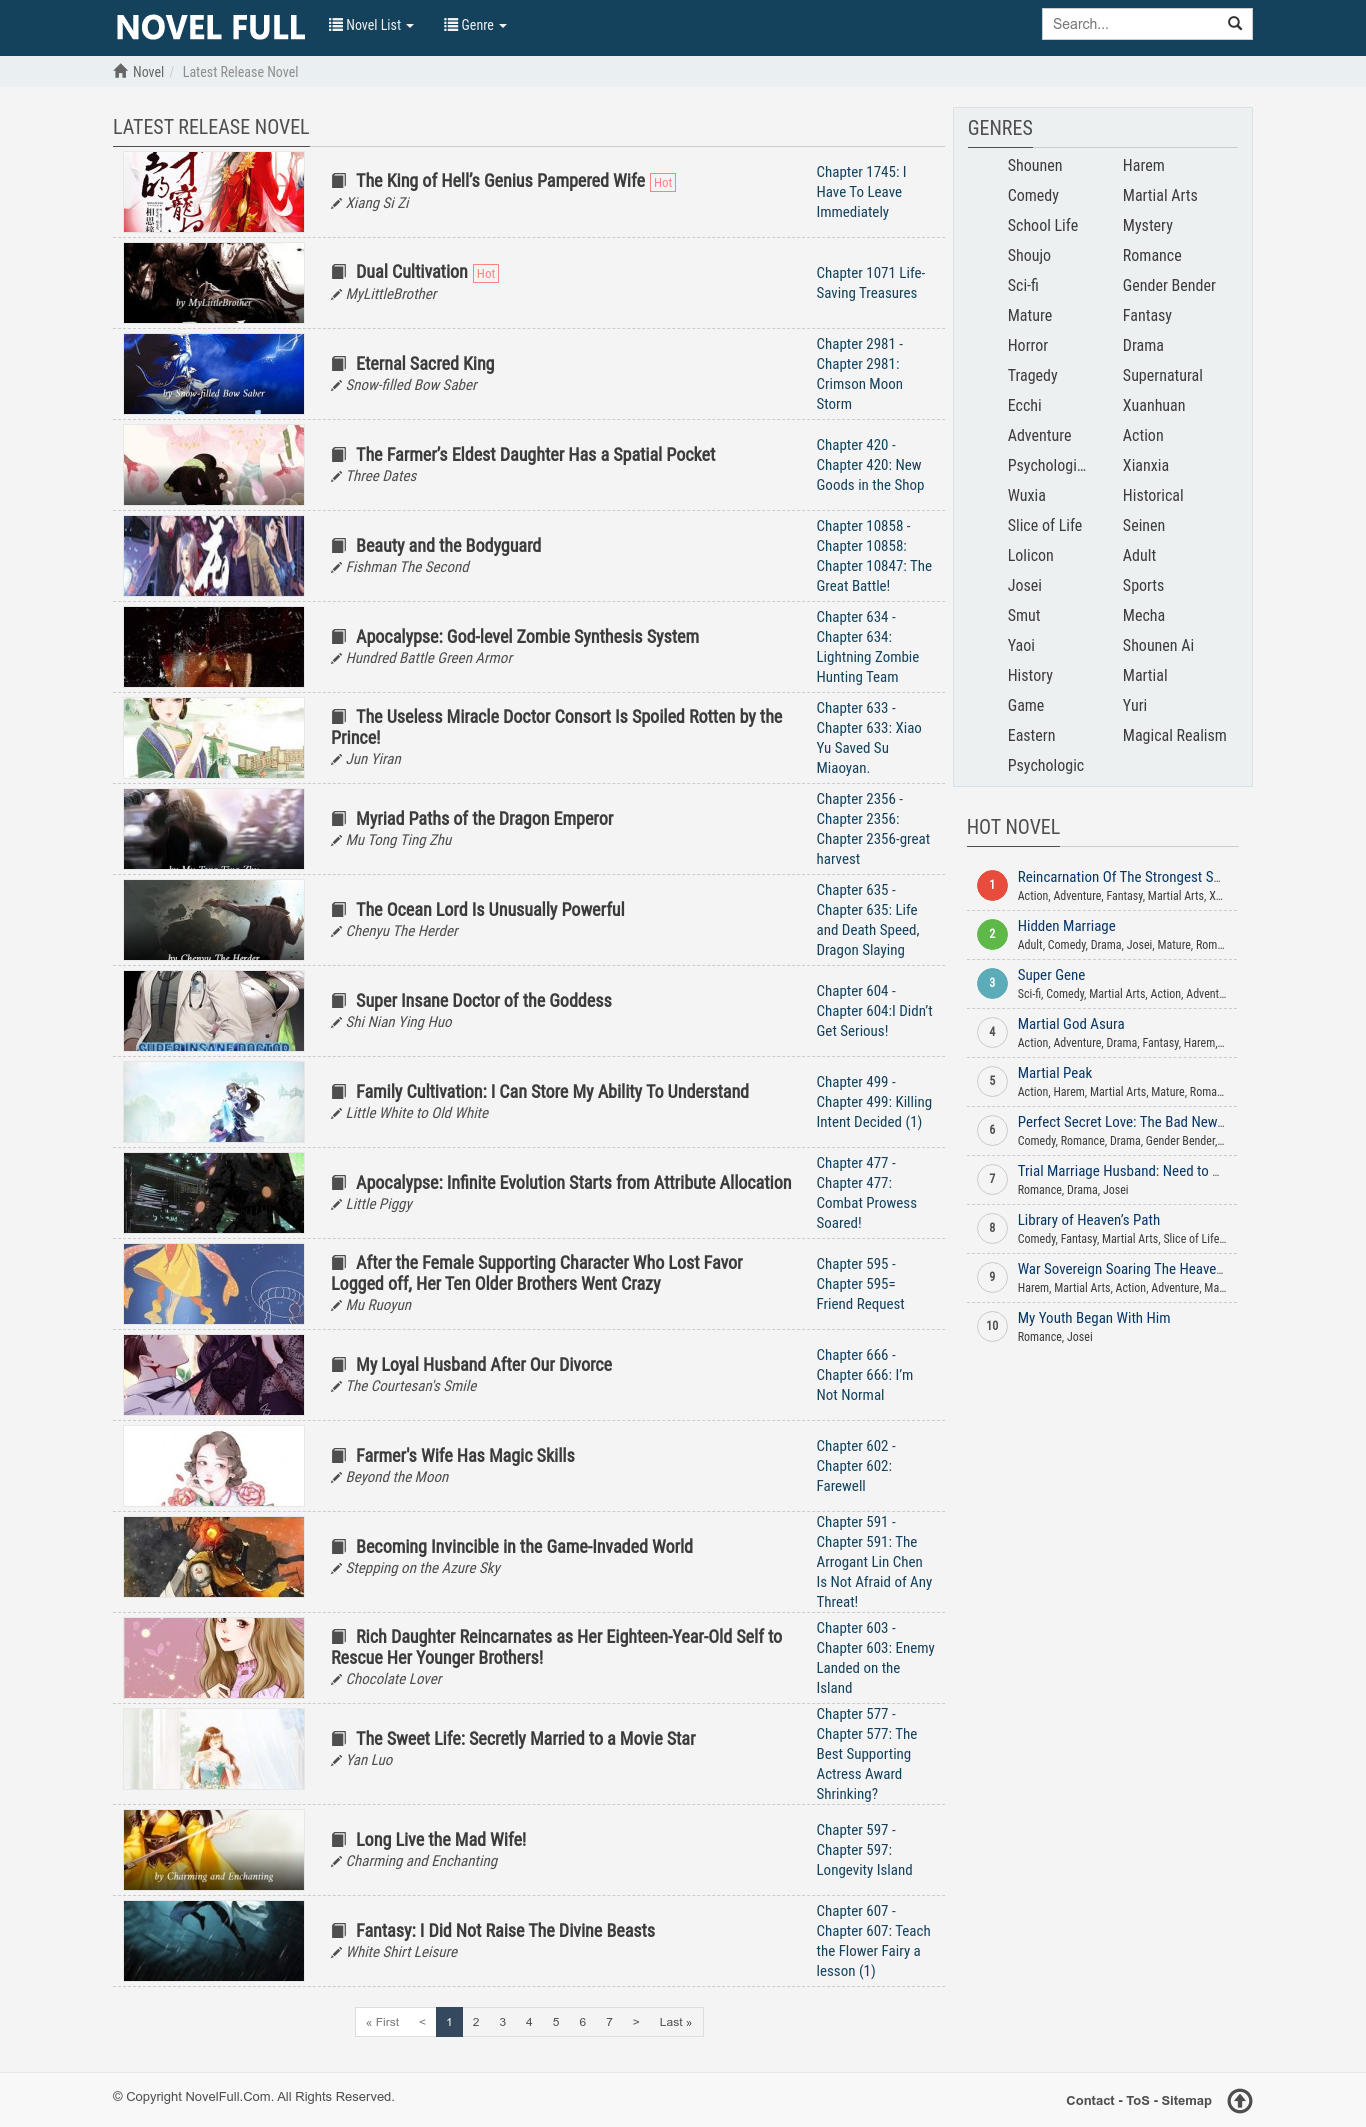 NOVEL FULL
Novel List
Genre
Search...
Novel / Latest Release Novel
LATEST RELEASE NOVEL
The King of Hell’s Genius Pampered Wife Hot
Xiang Si Zi
Chapter 1745: I
Have To Leave
Immediately
by MyLittleBrother
Dual Cultivation Hot
MyLittleBrother
Chapter 1071 Life-
Saving Treasures
by Snow-filled Bow Saber
Eternal Sacred King
Snow-filled Bow Saber
Chapter 2981 -
Chapter 2981:
Crimson Moon
Storm
The Farmer’s Eldest Daughter Has a Spatial Pocket
Three Dates
Chapter 420 -
Chapter 420: New
Goods in the Shop
Beauty and the Bodyguard
Fishman The Second
Chapter 10858 -
Chapter 10858:
Chapter 10847: The
Great Battle!
Apocalypse: God-level Zombie Synthesis System
Hundred Battle Green Armor
Chapter 634 -
Chapter 634:
Lightning Zombie
Hunting Team
The Useless Miracle Doctor Consort Is Spoiled Rotten by the
Prince!
Jun Yiran
Chapter 633 -
Chapter 633: Xiao
Yu Saved Su
Miaoyan.
by Mu Tong Ting Zhu
Myriad Paths of the Dragon Emperor
Mu Tong Ting Zhu
Chapter 2356 -
Chapter 2356:
Chapter 2356-great
harvest
by Chenyu The Herder
The Ocean Lord Is Unusually Powerful
Chenyu The Herder
Chapter 635 -
Chapter 635: Life
and Death Speed,
Dragon Slaying
SUPER INSANE DOCTOR
Super Insane Doctor of the Goddess
Shi Nian Ying Huo
Chapter 604 -
Chapter 604:I Didn’t
Get Serious!
Family Cultivation: I Can Store My Ability To Understand
Little White to Old White
Chapter 499 -
Chapter 499: Killing
Intent Decided (1)
Apocalypse: Infinite Evolution Starts from Attribute Allocation
Little Piggy
Chapter 477 -
Chapter 477:
Combat Prowess
Soared!
After the Female Supporting Character Who Lost Favor
Logged off, Her Ten Older Brothers Went Crazy
Mu Ruoyun
Chapter 595 -
Chapter 595=
Friend Request
My Loyal Husband After Our Divorce
The Courtesan's Smile
Chapter 666 -
Chapter 666: I’m
Not Normal
Farmer's Wife Has Magic Skills
Beyond the Moon
Chapter 602 -
Chapter 602:
Farewell
Becoming Invincible in the Game-Invaded World
Stepping on the Azure Sky
Chapter 591 -
Chapter 591: The
Arrogant Lin Chen
Is Not Afraid of Any
Threat!
Rich Daughter Reincarnates as Her Eighteen-Year-Old Self to
Rescue Her Younger Brothers!
Chocolate Lover
Chapter 603 -
Chapter 603: Enemy
Landed on the
Island
The Sweet Life: Secretly Married to a Movie Star
Yan Luo
Chapter 577 -
Chapter 577: The
Best Supporting
Actress Award
Shrinking?
by Charming and Enchanting
Long Live the Mad Wife!
Charming and Enchanting
Chapter 597 -
Chapter 597:
Longevity Island
Fantasy: I Did Not Raise The Divine Beasts
White Shirt Leisure
Chapter 607 -
Chapter 607: Teach
the Flower Fairy a
lesson (1)
« First < 1 2 3 4 5 6 7 > Last »
GENRES
Shounen Harem
Comedy Martial Arts
School Life Mystery
Shoujo Romance
Sci-fi Gender Bender
Mature Fantasy
Horror Drama
Tragedy Supernatural
Ecchi Xuanhuan
Adventure Action
Psychologi... Xianxia
Wuxia Historical
Slice of Life Seinen
Lolicon Adult
Josei Sports
Smut Mecha
Yaoi Shounen Ai
History Martial
Game Yuri
Eastern Magical Realism
Psychologic
HOT NOVEL
1 Reincarnation Of The Strongest S...
Action, Adventure, Fantasy, Martial Arts, X...
2 Hidden Marriage
Adult, Comedy, Drama, Josei, Mature, Rom...
3 Super Gene
Sci-fi, Comedy, Martial Arts, Action, Advent...
4 Martial God Asura
Action, Adventure, Drama, Fantasy, Harem,...
5 Martial Peak
Action, Harem, Martial Arts, Mature, Roma...
6 Perfect Secret Love: The Bad New...
Comedy, Romance, Drama, Gender Bender,...
7 Trial Marriage Husband: Need to ...
Romance, Drama, Josei
8 Library of Heaven’s Path
Comedy, Fantasy, Martial Arts, Slice of Life...
9 War Sovereign Soaring The Heave...
Harem, Martial Arts, Action, Adventure, Ma...
10 My Youth Began With Him
Romance, Josei
© Copyright NovelFull.Com. All Rights Reserved.
Contact - ToS - Sitemap